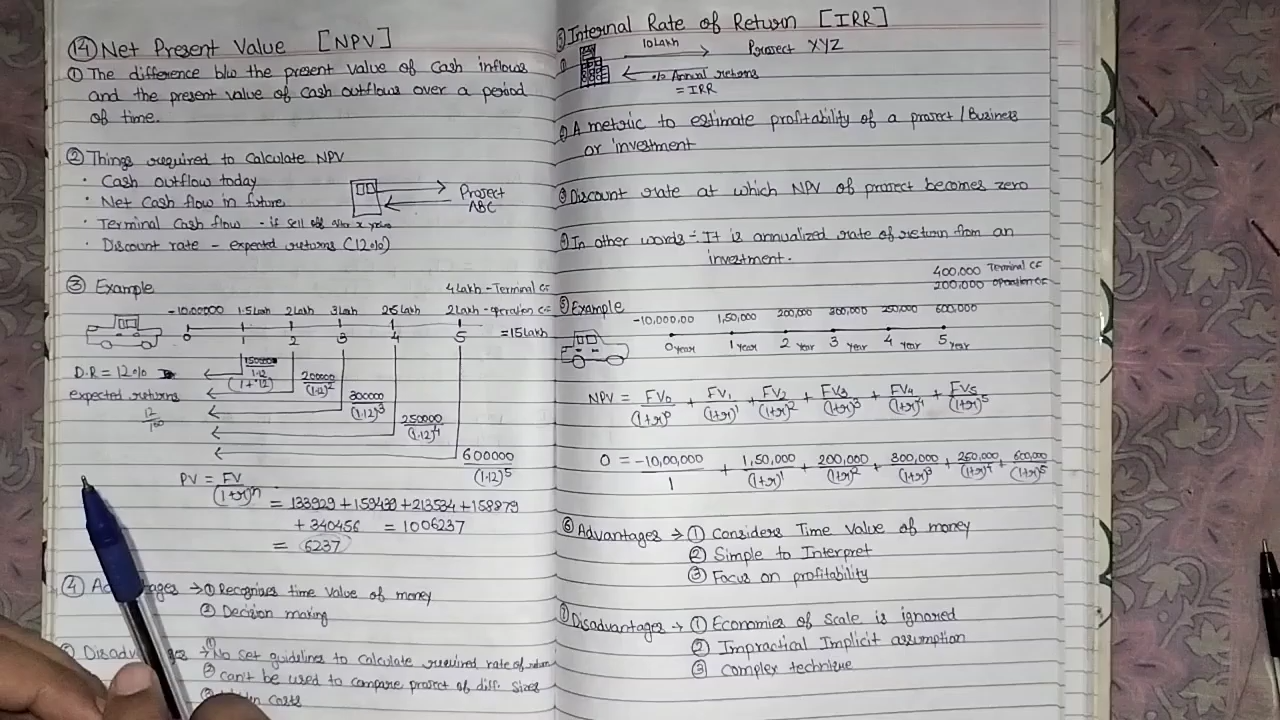 ⑭ Net Present Value [NPV]
① The difference b/w the present value of cash inflows
and the present value of cash outflows over a period
of time.
② Things required to calculate NPV
· Cash outflow today
· Net Cash flow in future
· Terminal cash flow - is sell off after x years
· Discount rate - expected returns (12%)
Project
ABC
③ Example
4 Lakh - Terminal CF
-1000000 1.5 Lakh 2 Lakh 3 Lakh 2.5 Lakh 2 Lakh - operation CF
= 15 Lakh
0 1 2 3 4 5
D.R = 12%
expected returns
12/100
150000/1.12
(1+.12)
200000/(1.12)²
300000/(1.12)³
250000/(1.12)⁴
600000/(1.12)⁵
PV = FV/(1+r)ⁿ
= 133929 + 159439 + 213534 + 158879
+ 340456 = 1006237
= 6237
④ → ① Recognises time value of money
② Decision making
→ ① No set guidelines to calculate required rate of return
② can't be used to compare project of diff. sizes
costs
Internal Rate of Return [IRR]
10 Lakh
Project XYZ
% Annual returns
= IRR
A metric to estimate profitability of a project / Business
or investment
③ Discount rate at which NPV of project becomes zero
In other words :- It is annualized rate of return from an
investment.
400,000 Terminal CF
200,000 operation CF
⑤ Example
-10,000,00 1,50,000 200,000 300,000 250,000 600,000
0 year 1 year 2 year 3 year 4 year 5 year
NPV = FV₀/(1+r)⁰ + FV₁/(1+r)¹ + FV₂/(1+r)² + FV₃/(1+r)³ + FV₄/(1+r)⁴ + FV₅/(1+r)⁵
0 = -10,00,000/1 + 1,50,000/(1+r)¹ + 200,000/(1+r)² + 300,000/(1+r)³ + 250,000/(1+r)⁴ + 600,000/(1+r)⁵
⑥ Advantages → ① Considers Time Value of money
② Simple to Interpret
③ Focus on profitability
⑦ Disadvantages → ① Economies of Scale is ignored
② Impractical Implicit assumption
③ Complex technique